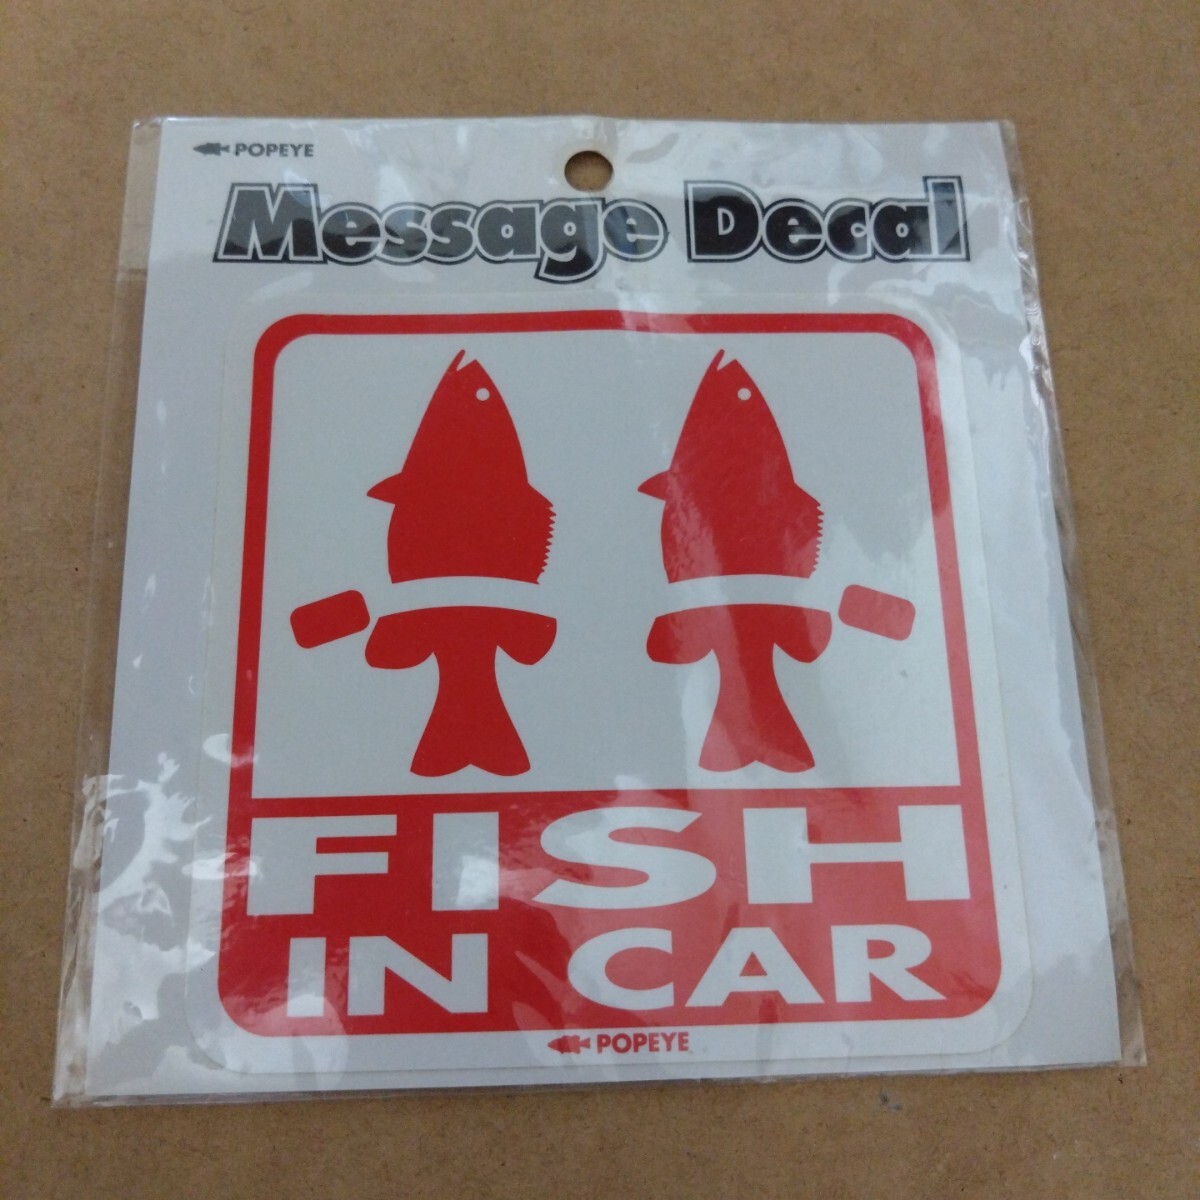 POPEYE
Message Decal
FISH
IN CAR
POPEYE